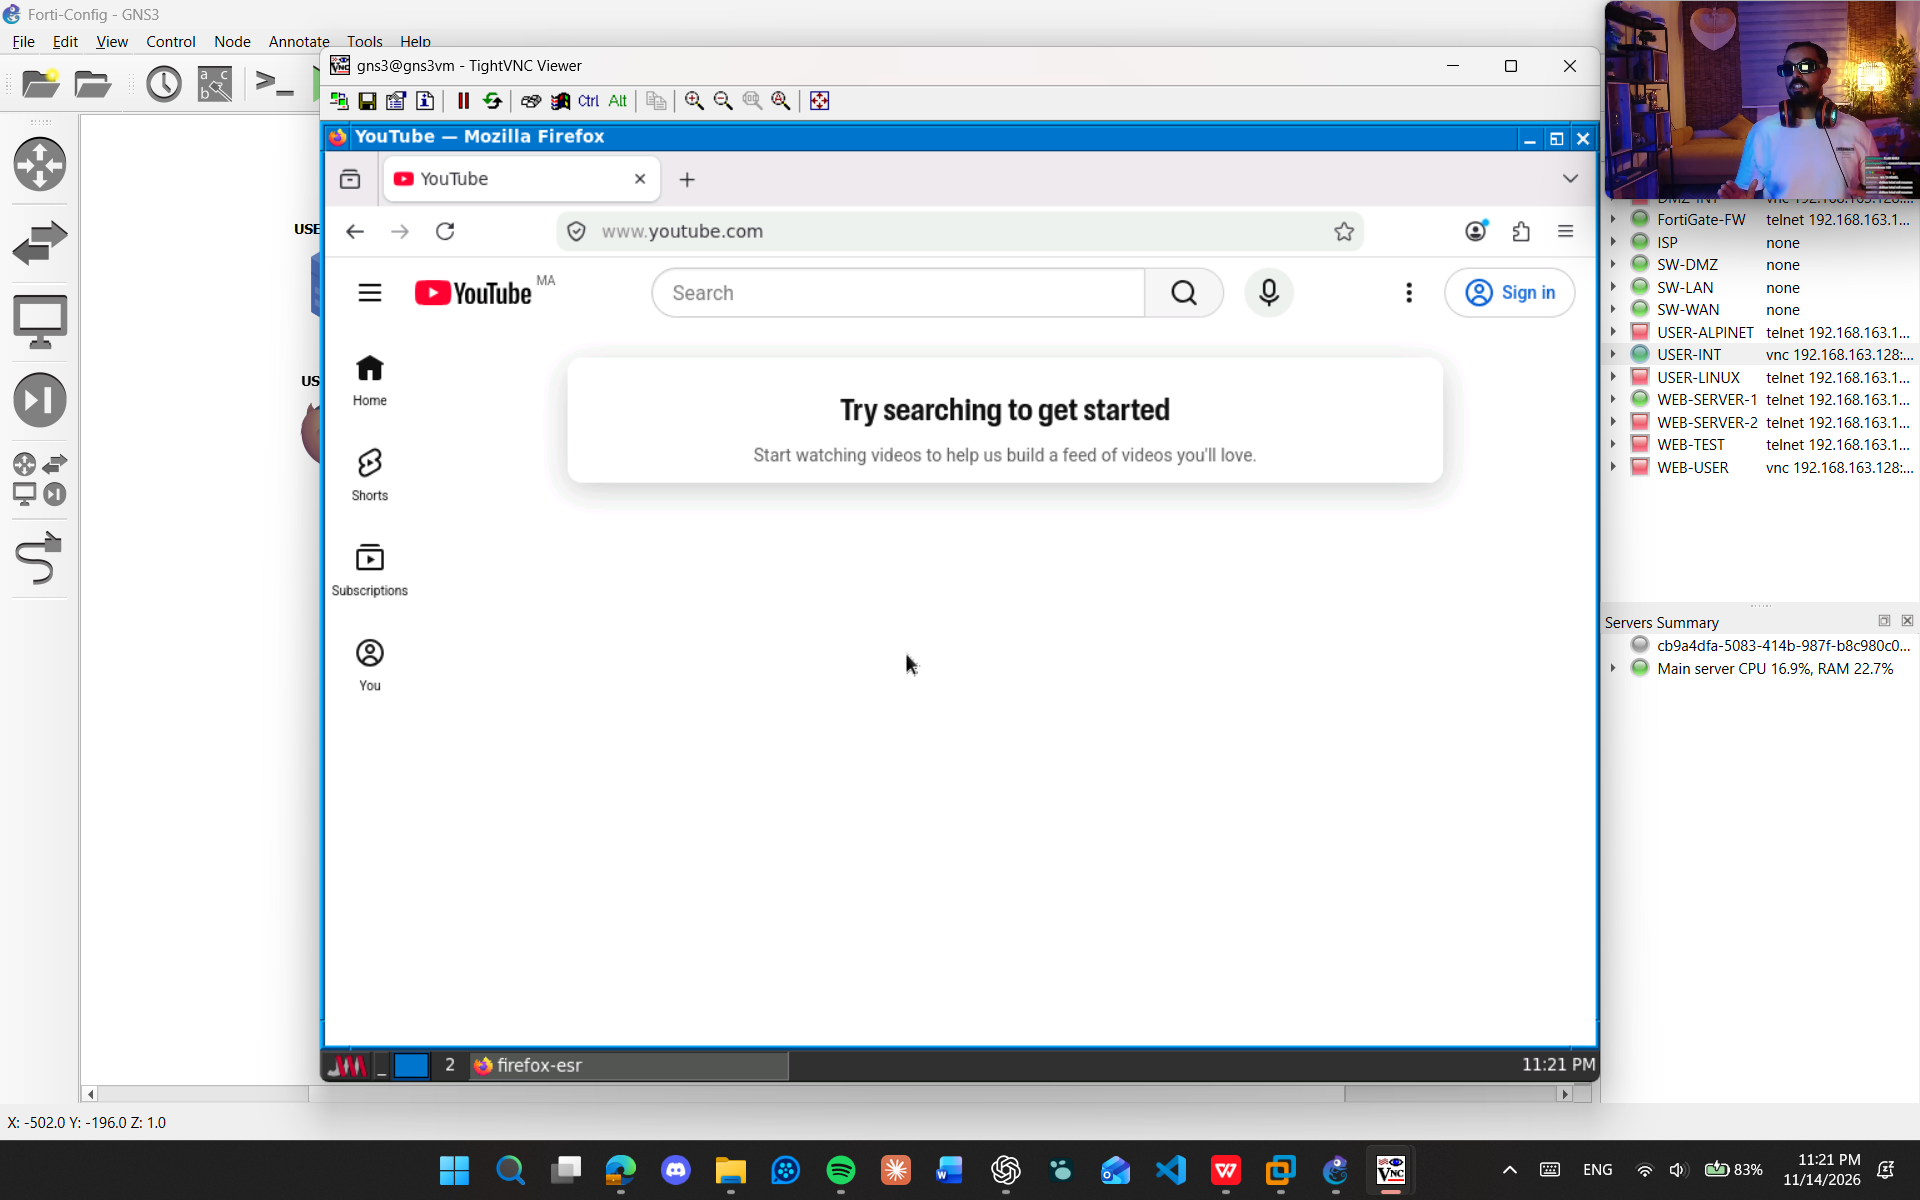 Forti-Config - GNS3
File Edit View Control Node Annotate Tools Help
gns3@gns3vm - TightVNC Viewer
Ctrl Alt
YouTube — Mozilla Firefox
YouTube
www.youtube.com
YouTube MA
Search
Sign in
Home
Shorts
Subscriptions
You
Try searching to get started
Start watching videos to help us build a feed of videos you'll love.
USE
US
FortiGate-FW telnet 192.168.163.1...
ISP none
SW-DMZ none
SW-LAN none
SW-WAN none
USER-ALPINET telnet 192.168.163.1...
USER-INT vnc 192.168.163.128:...
USER-LINUX telnet 192.168.163.1...
WEB-SERVER-1 telnet 192.168.163.1...
WEB-SERVER-2 telnet 192.168.163.1...
WEB-TEST telnet 192.168.163.1...
WEB-USER vnc 192.168.163.128:...
Servers Summary
cb9a4dfa-5083-414b-987f-b8c980c0...
Main server CPU 16.9%, RAM 22.7%
2 firefox-esr 11:21 PM
X: -502.0 Y: -196.0 Z: 1.0
ENG 83% 11:21 PM
11/14/2026